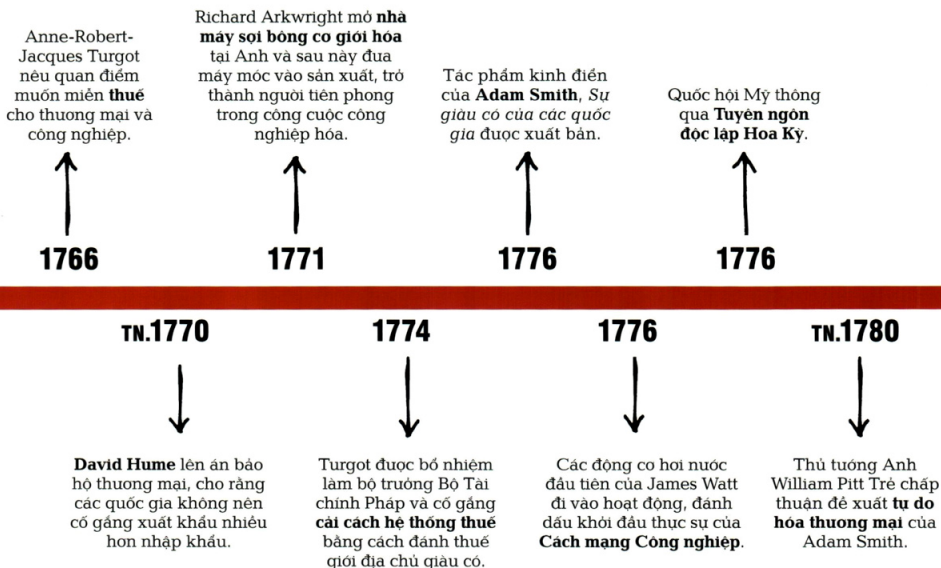 Anne-Robert-
Jacques Turgot
nêu quan điểm
muốn miễn thuế
cho thương mại và
công nghiệp.
1766
Richard Arkwright mở nhà
máy sợi bông cơ giới hóa
tại Anh và sau này đưa
máy móc vào sản xuất, trở
thành người tiên phong
trong công cuộc công
nghiệp hóa.
1771
Tác phẩm kinh điển
của Adam Smith, Sự
giàu có của các quốc
gia được xuất bản.
1776
Quốc hội Mỹ thông
qua Tuyên ngôn
độc lập Hoa Kỳ.
1776
TN.1770
David Hume lên án bảo
hộ thương mại, cho rằng
các quốc gia không nên
cố gắng xuất khẩu nhiều
hơn nhập khẩu.
1774
Turgot được bổ nhiệm
làm bộ trưởng Bộ Tài
chính Pháp và cố gắng
cải cách hệ thống thuế
bằng cách đánh thuế
giới địa chủ giàu có.
1776
Các động cơ hơi nước
đầu tiên của James Watt
đi vào hoạt động, đánh
dấu khởi đầu thực sự của
Cách mạng Công nghiệp.
TN.1780
Thủ tướng Anh
William Pitt Trẻ chấp
thuận đề xuất tự do
hóa thương mại của
Adam Smith.